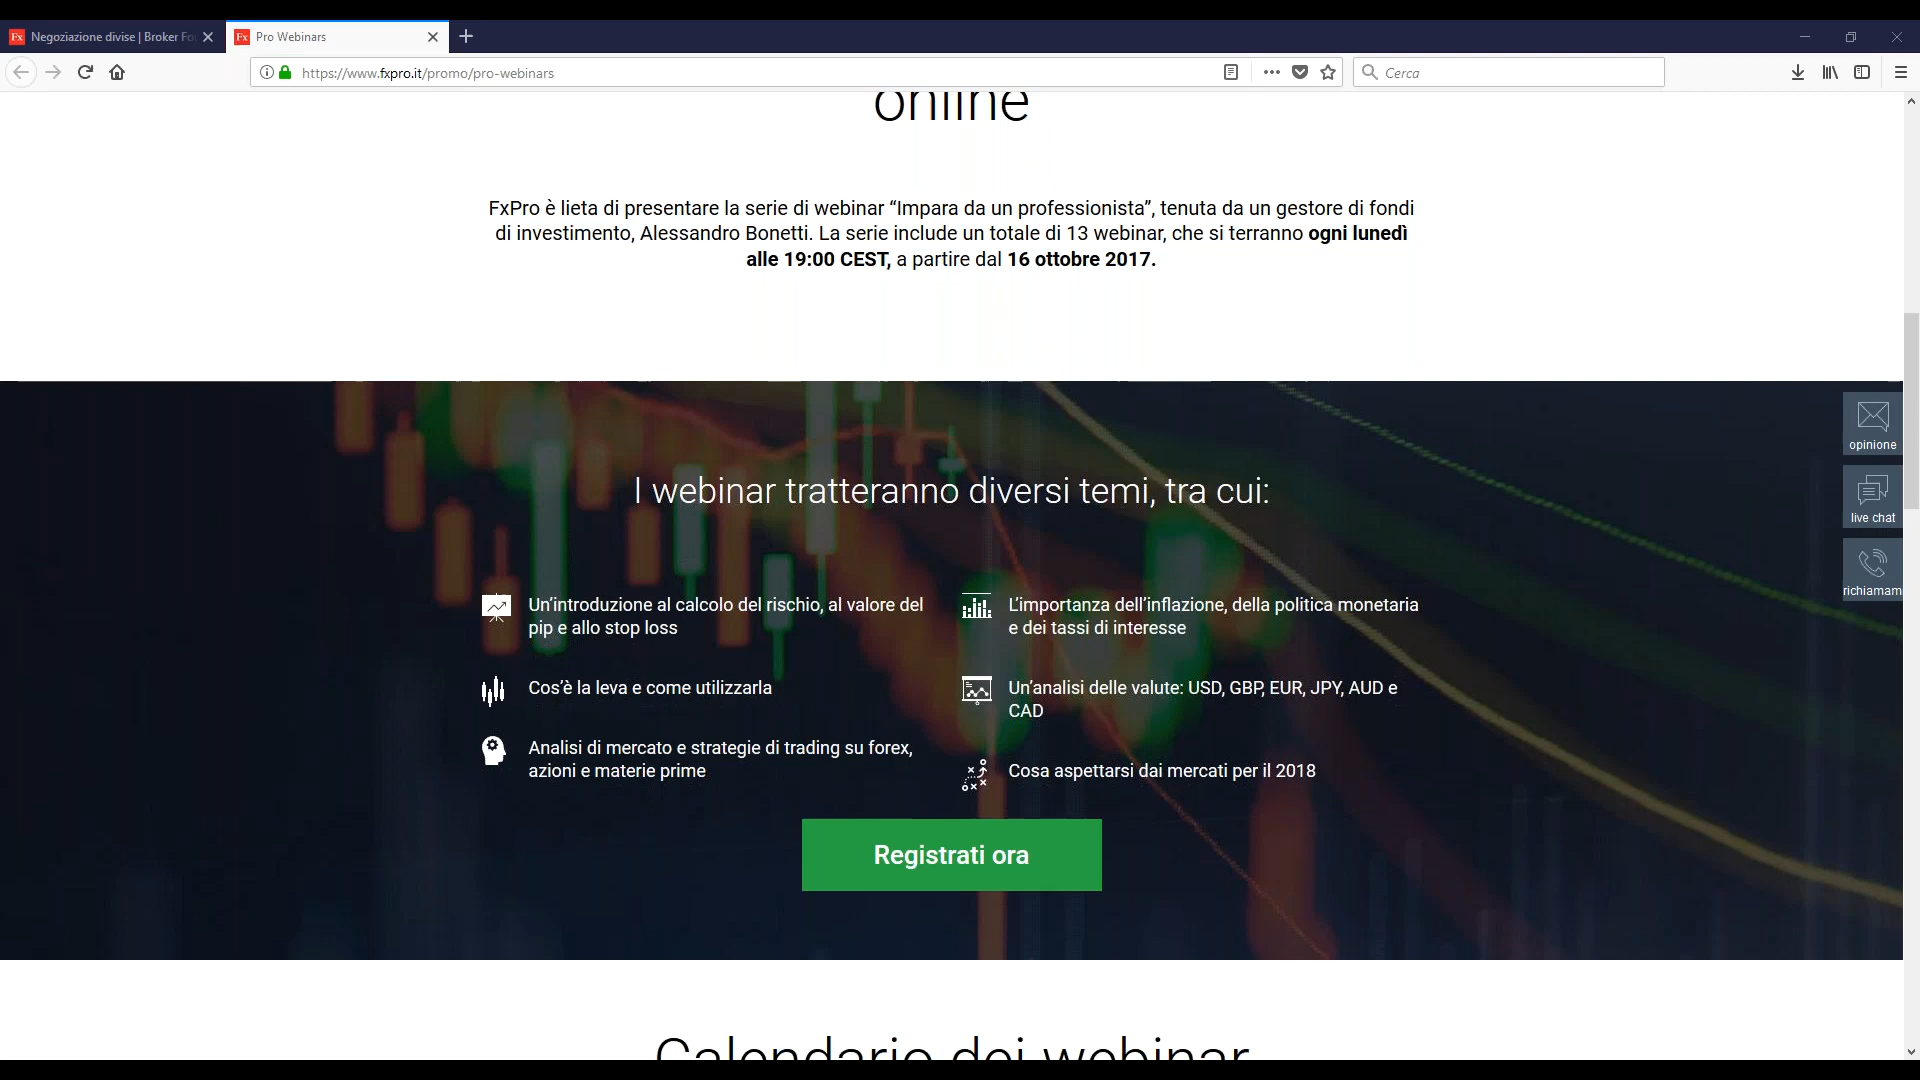 Negoziazione divise | Broker Fo
Pro Webinars
https://www.fxpro.it/promo/pro-webinars
Cerca
online
FxPro è lieta di presentare la serie di webinar “Impara da un professionista”, tenuta da un gestore di fondi
di investimento, Alessandro Bonetti. La serie include un totale di 13 webinar, che si terranno ogni lunedì
alle 19:00 CEST, a partire dal 16 ottobre 2017.
opinione
live chat
richiamam
I webinar tratteranno diversi temi, tra cui:
Un’introduzione al calcolo del rischio, al valore del
pip e allo stop loss
Cos’è la leva e come utilizzarla
Analisi di mercato e strategie di trading su forex,
azioni e materie prime
L’importanza dell’inflazione, della politica monetaria
e dei tassi di interesse
Un’analisi delle valute: USD, GBP, EUR, JPY, AUD e
CAD
Cosa aspettarsi dai mercati per il 2018
Registrati ora
Calendario dei webinar